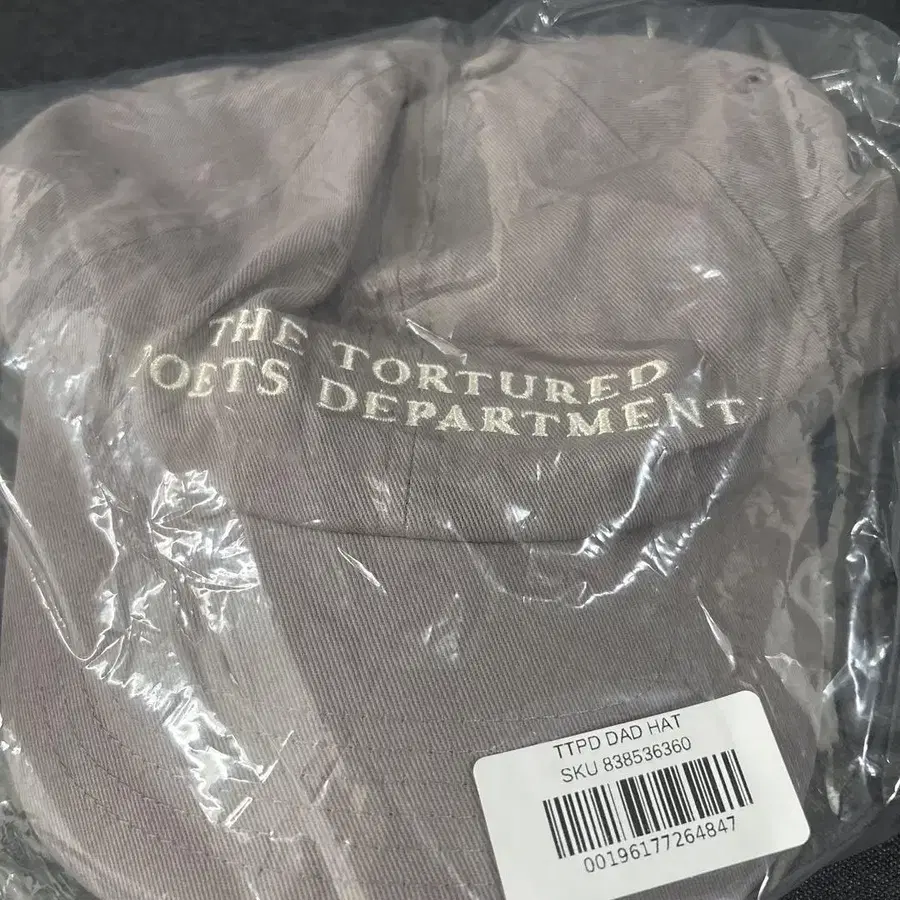 THE TORTURED
POETS DEPARTMENT
TTPD DAD HAT
SKU 838536360
00196177264847